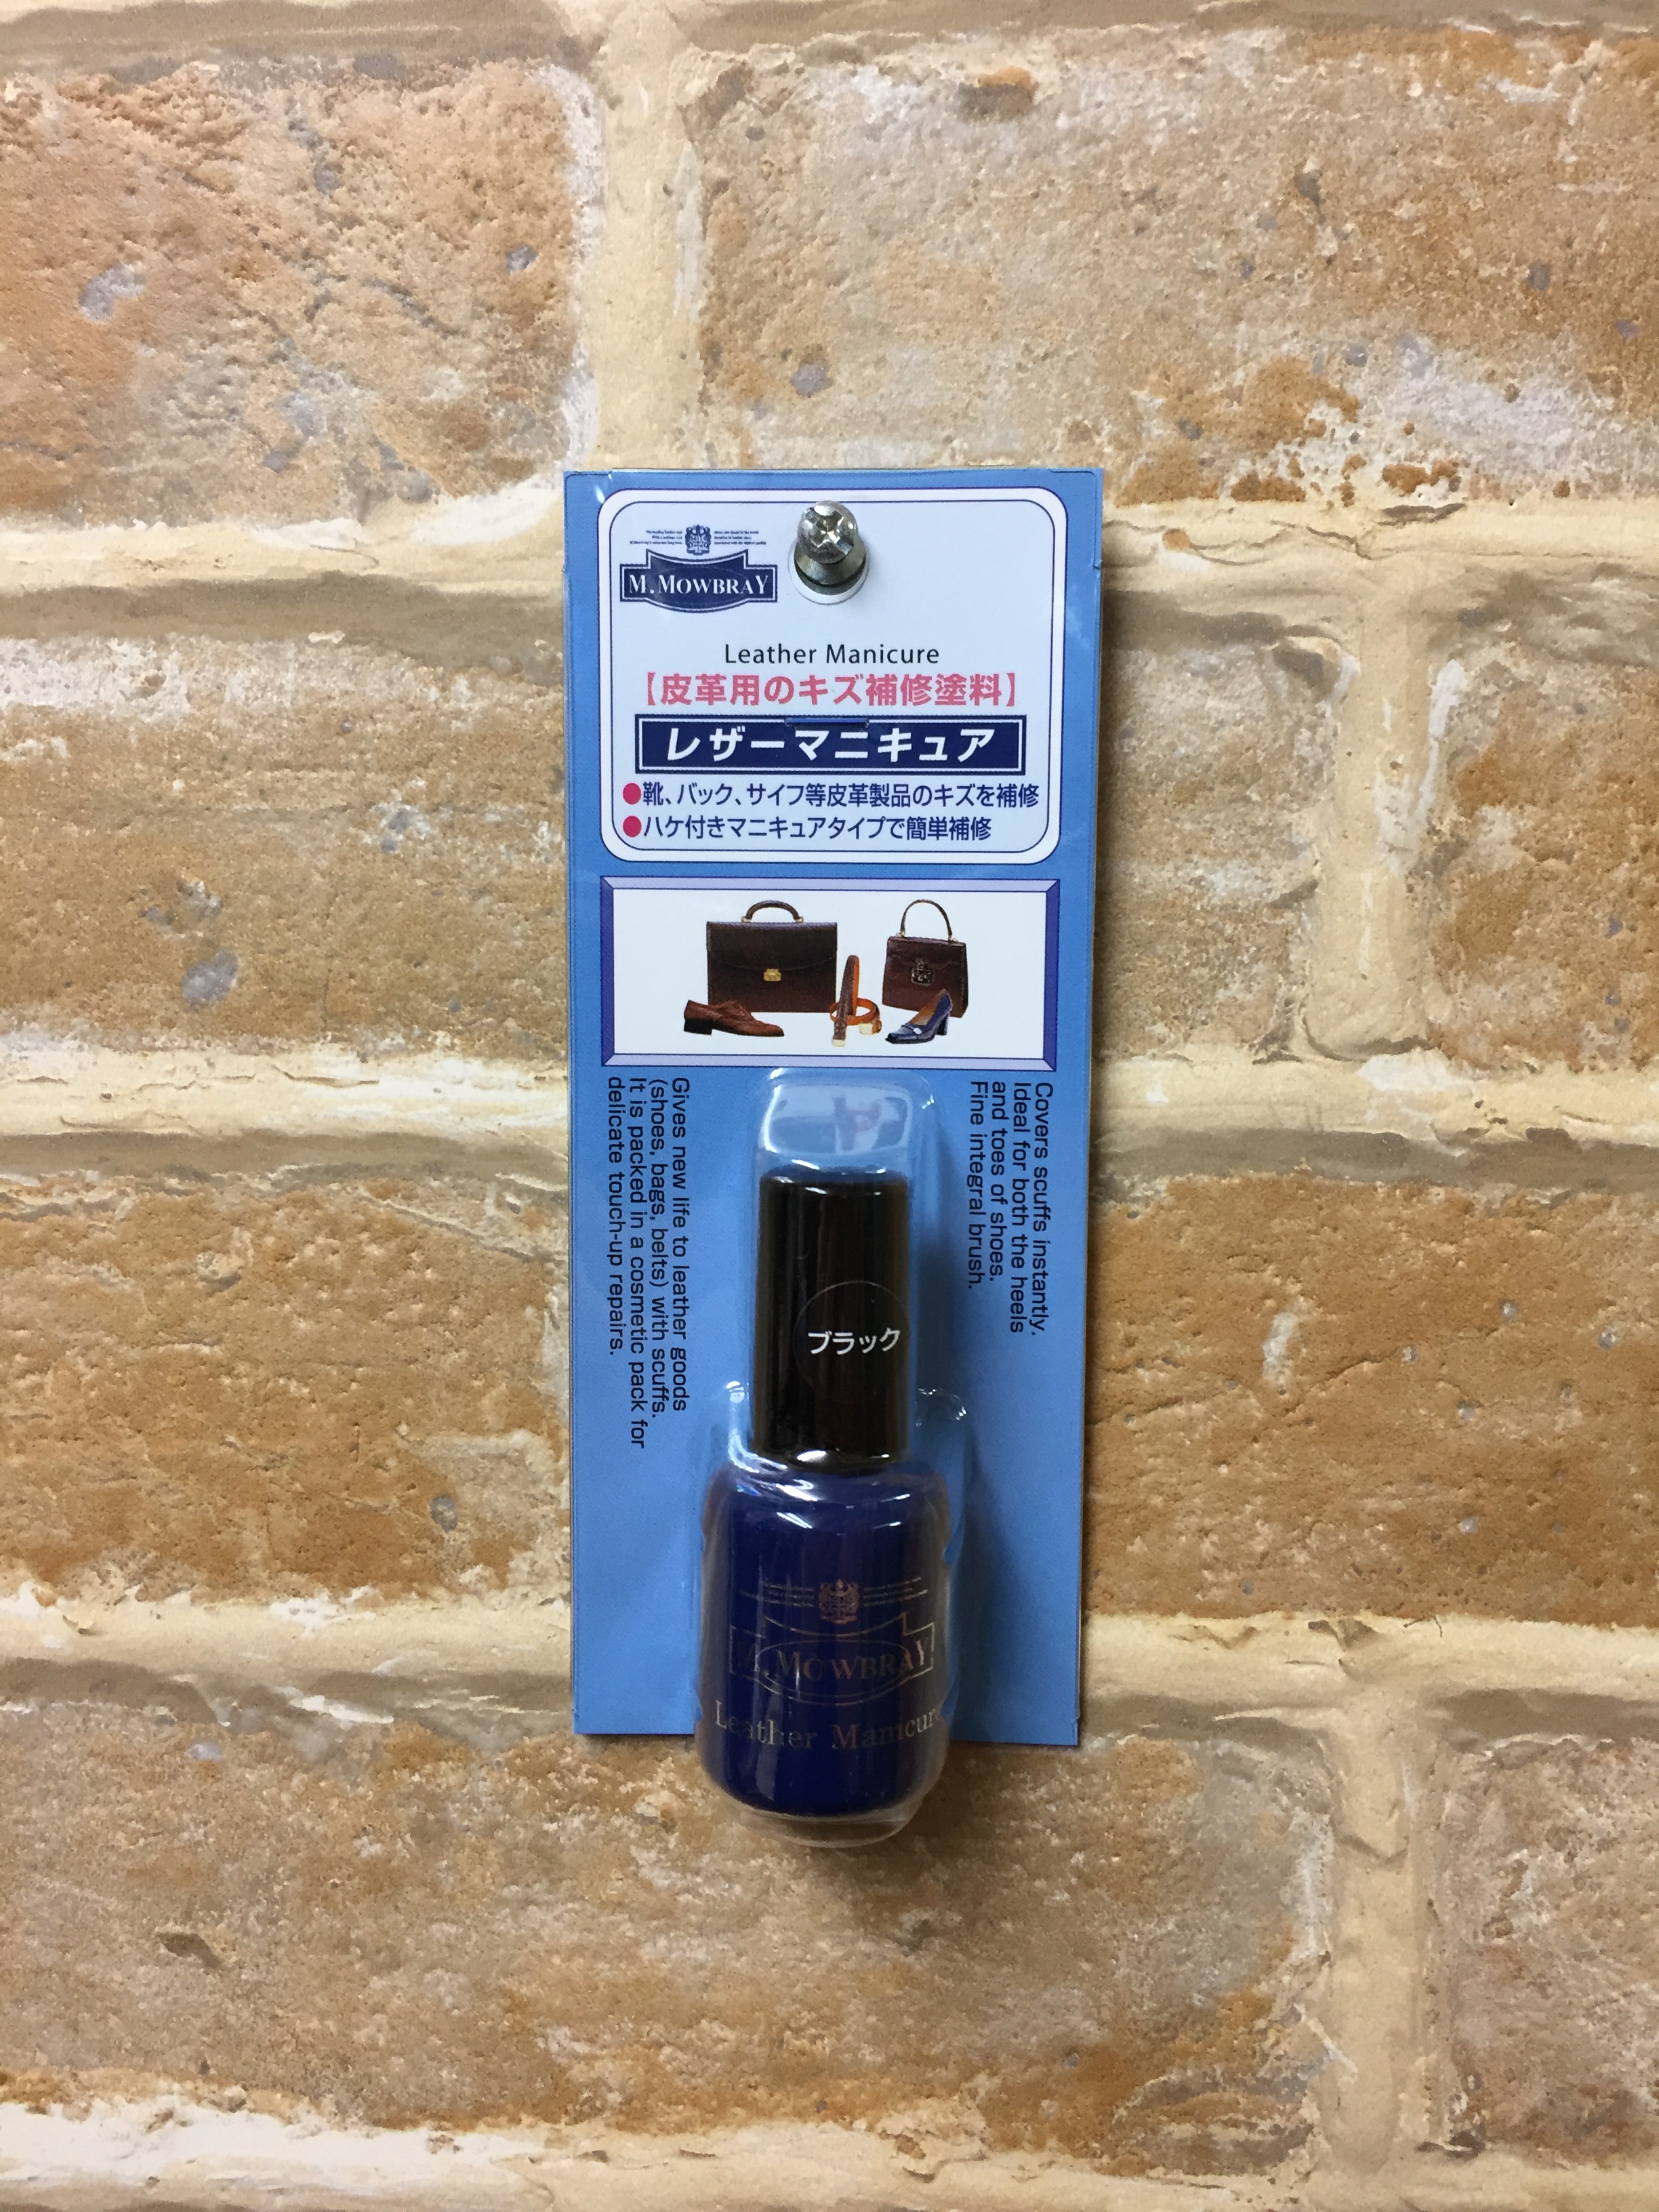 M.MOWBRAY
Leather Manicure
【皮革用のキズ補修塗料】
レザーマニキュア
●靴、バック、サイフ等皮革製品のキズを補修
●ハケ付きマニキュアタイプで簡単補修
Covers scuffs instantly.
Ideal for both the heels
and toes of shoes.
Fine integral brush.
Gives new life to leather goods
(shoes, bags, belts) with scuffs.
It is packed in a cosmetic pack for
delicate touch-up repairs.
ブラック
M.MOWBRAY
Leather Manicure